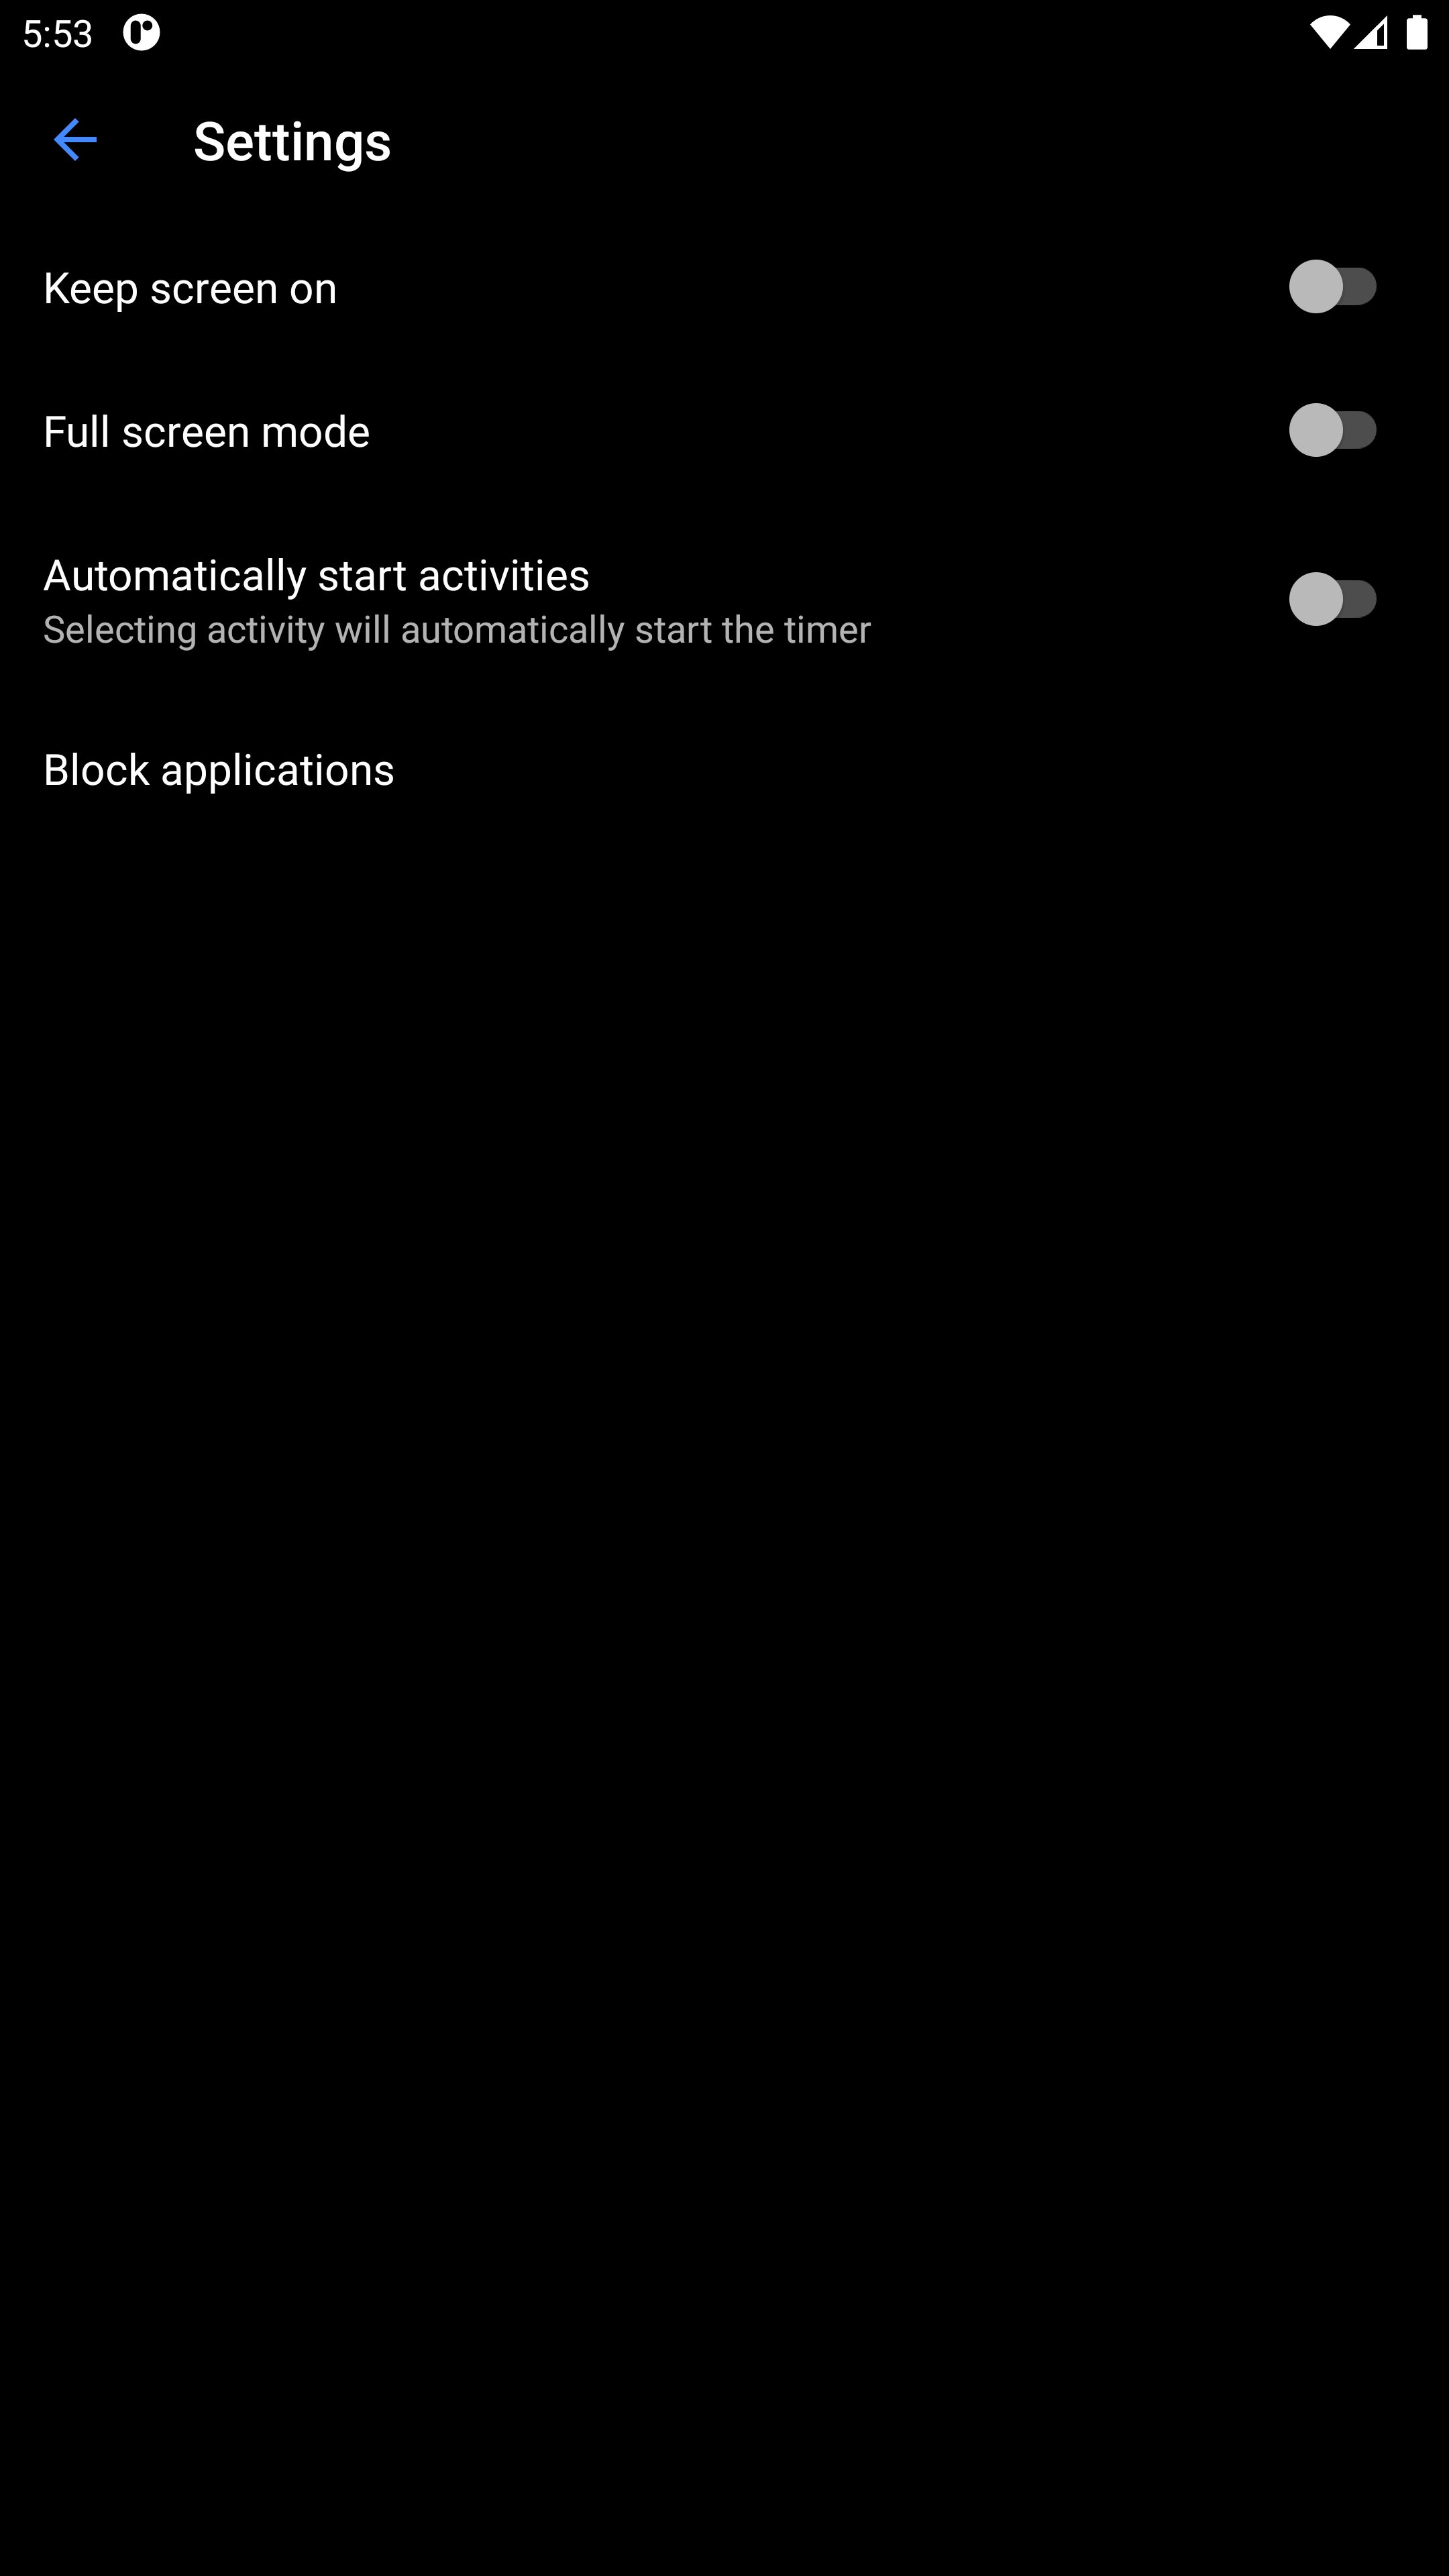 5:53
Settings
Keep screen on
Full screen mode
Automatically start activities
Selecting activity will automatically start the timer
Block applications